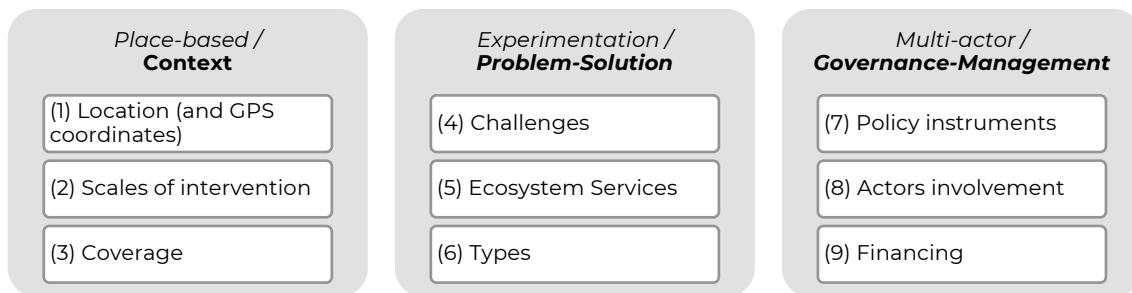 Place-based /
Context
(1) Location (and GPS
coordinates)
(2) Scales of intervention
(3) Coverage
Experimentation /
Problem-Solution
(4) Challenges
(5) Ecosystem Services
(6) Types
Multi-actor /
Governance-Management
(7) Policy instruments
(8) Actors involvement
(9) Financing